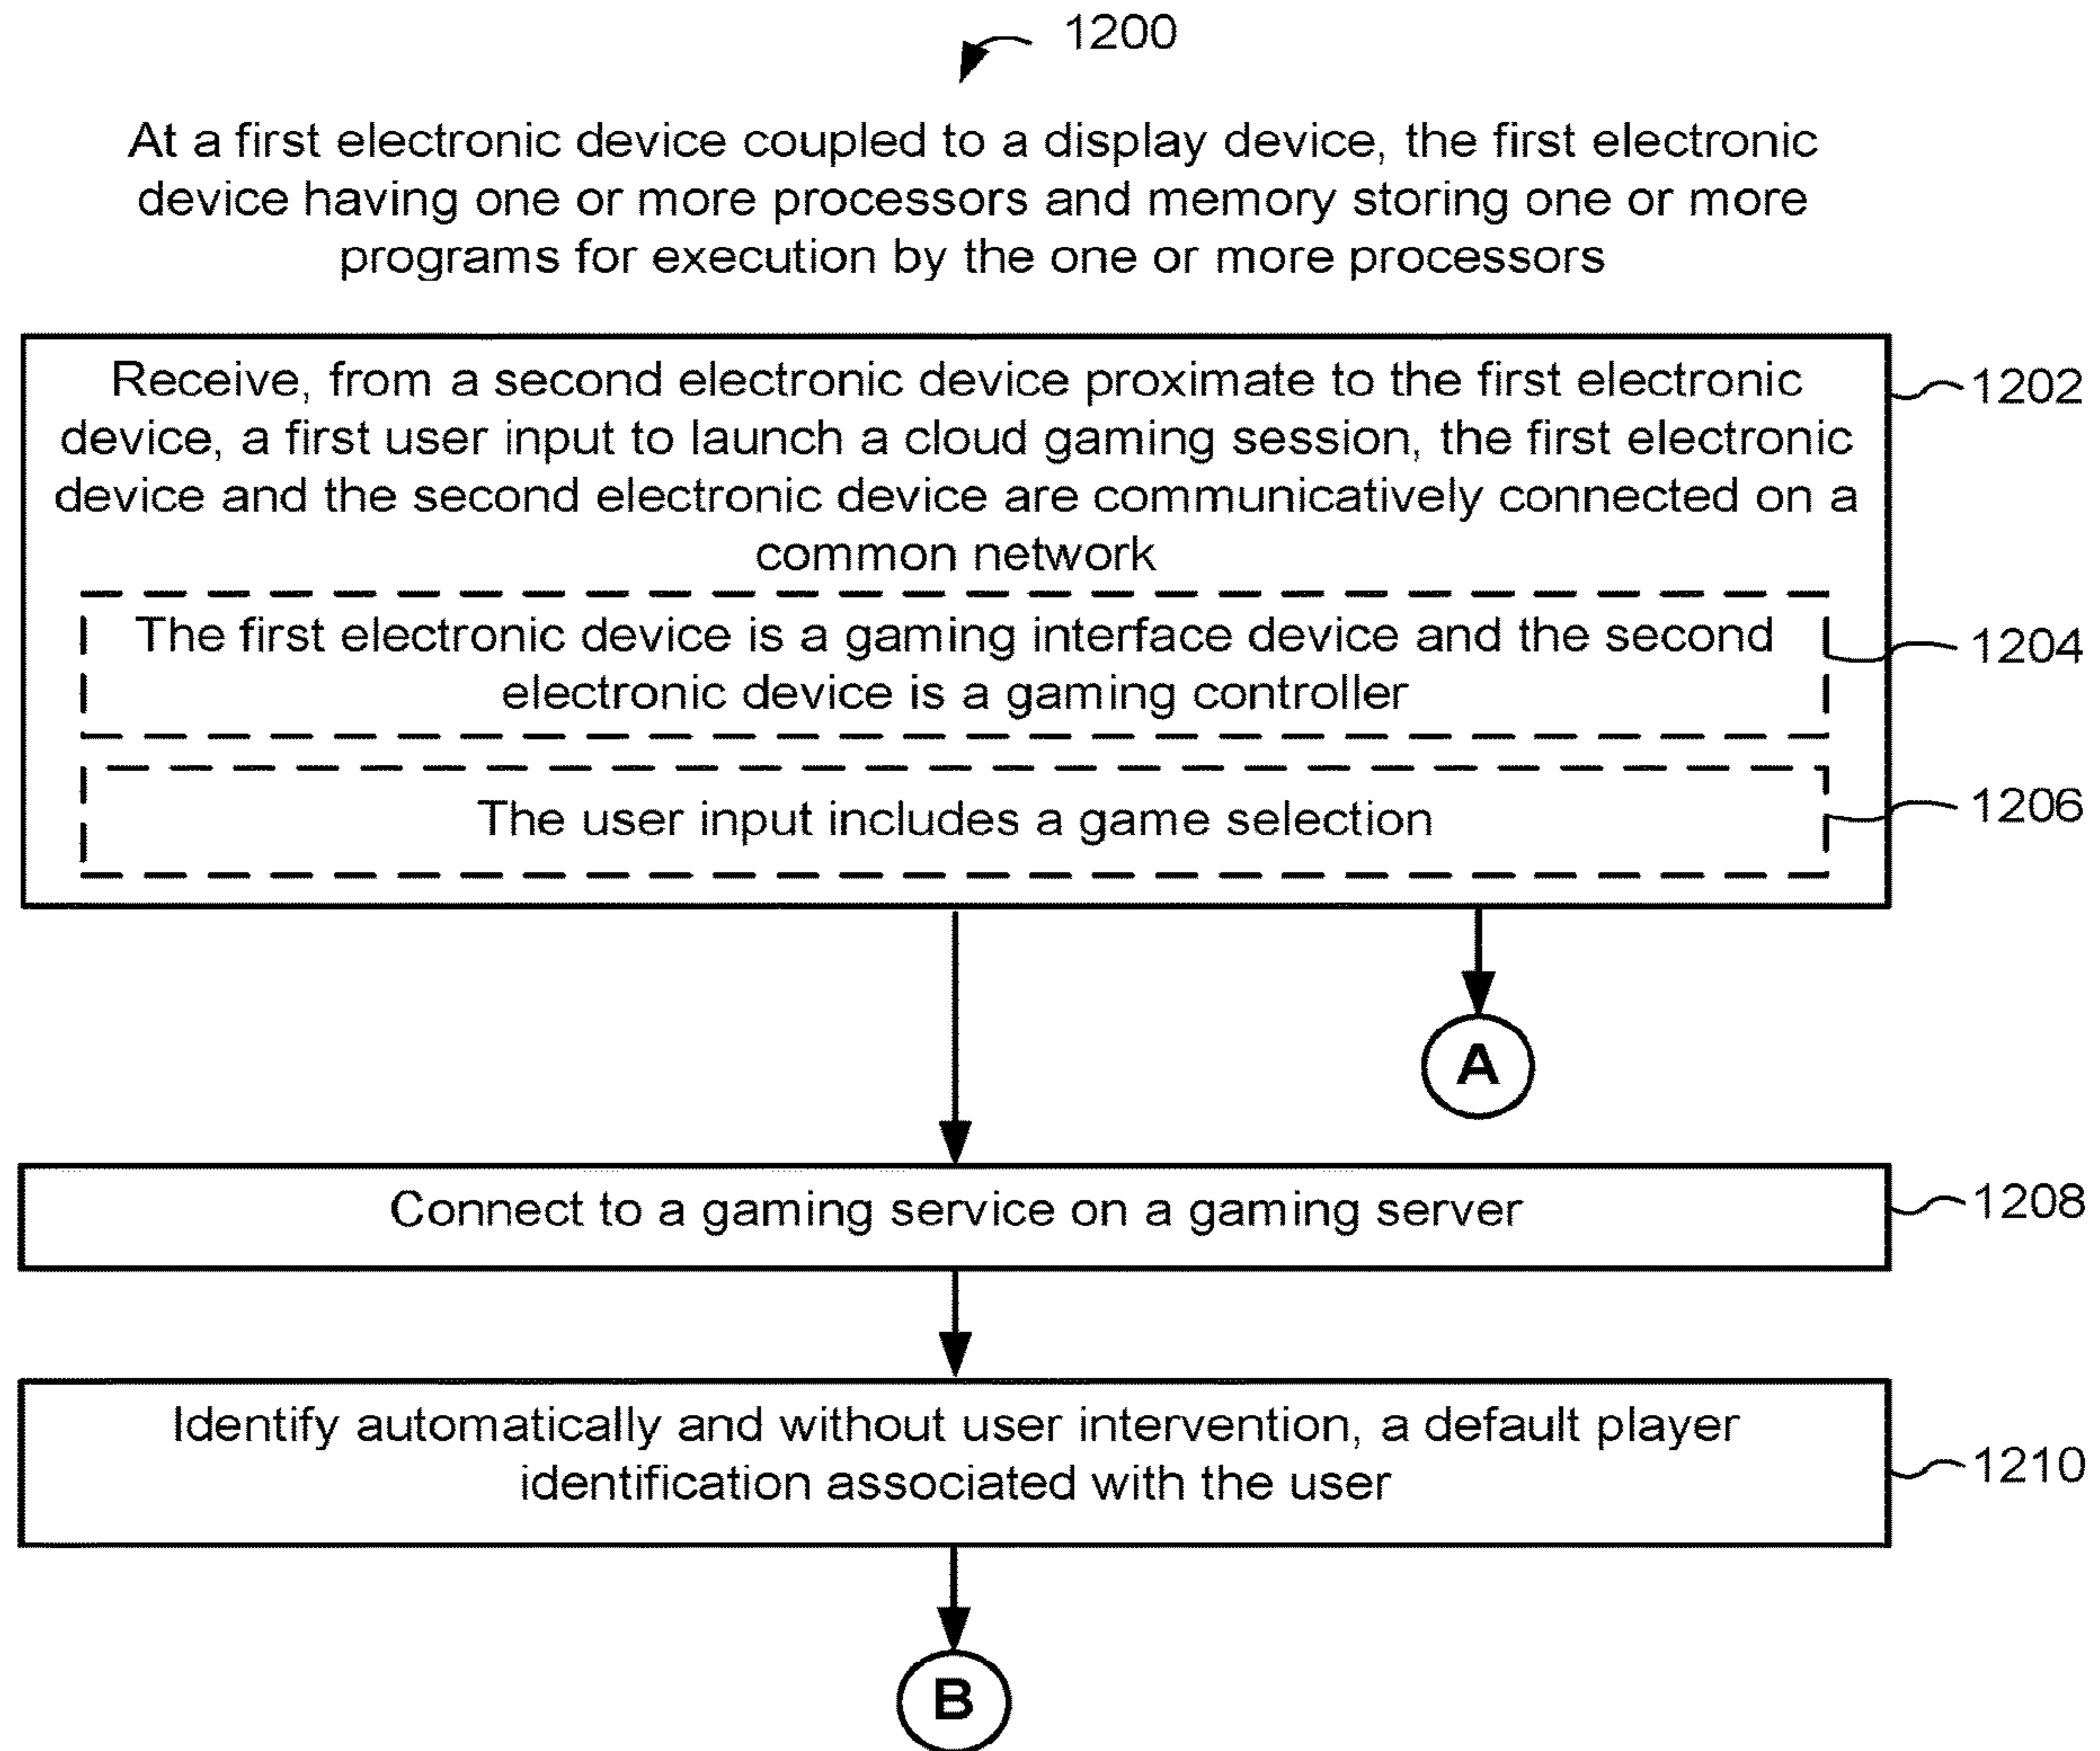 1200
At a first electronic device coupled to a display device, the first electronic
device having one or more processors and memory storing one or more
programs for execution by the one or more processors
Receive, from a second electronic device proximate to the first electronic
device, a first user input to launch a cloud gaming session, the first electronic
device and the second electronic device are communicatively connected on a
common network
1202
The first electronic device is a gaming interface device and the second
electronic device is a gaming controller
1204
The user input includes a game selection
1206
A
Connect to a gaming service on a gaming server
1208
Identify automatically and without user intervention, a default player
identification associated with the user
1210
B